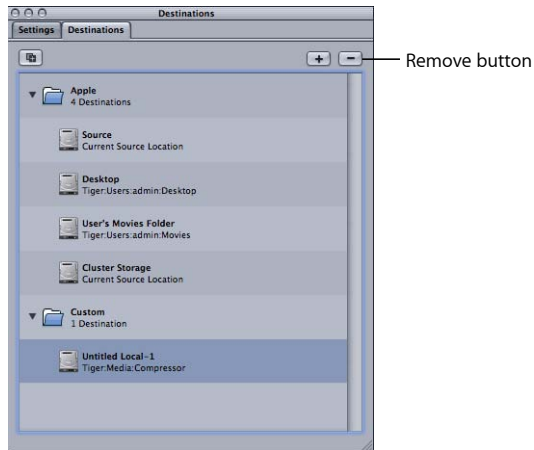 Destinations
Settings Destinations
+ − Remove button
Apple
4 Destinations
Source
Current Source Location
Desktop
Tiger:Users:admin:Desktop
User's Movies Folder
Tiger:Users:admin:Movies
Cluster Storage
Current Source Location
Custom
1 Destination
Untitled Local-1
Tiger:Media:Compressor